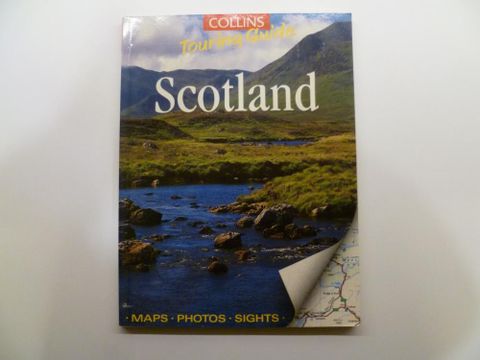 COLLINS
Touring Guide
Scotland
· MAPS · PHOTOS · SIGHTS ·